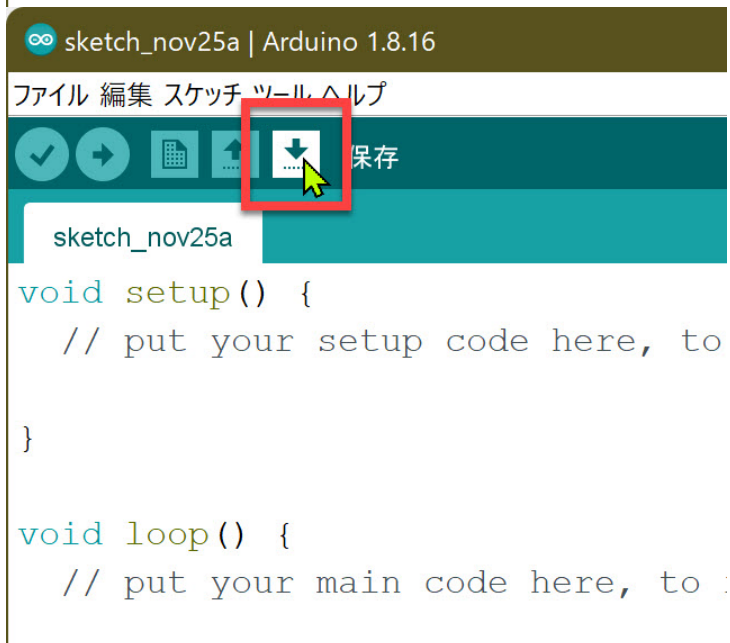 sketch_nov25a | Arduino 1.8.16
ファイル 編集 スケッチ ツール ヘルプ
保存
sketch_nov25a
void setup() {
  // put your setup code here, to
}
void loop() {
  // put your main code here, to